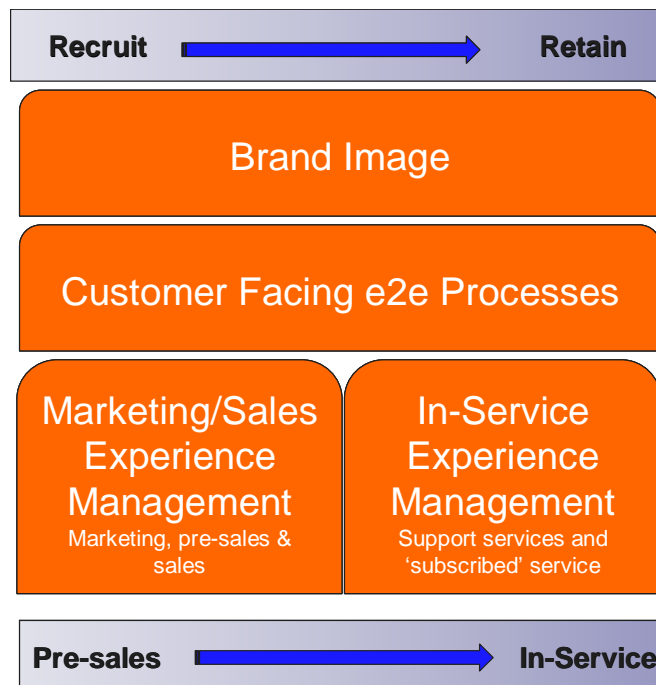 Recruit Retain
Brand Image
Customer Facing e2e Processes
Marketing/Sales
Experience
Management
Marketing, pre-sales &
sales
In-Service
Experience
Management
Support services and
‘subscribed’ service
Pre-sales In-Service